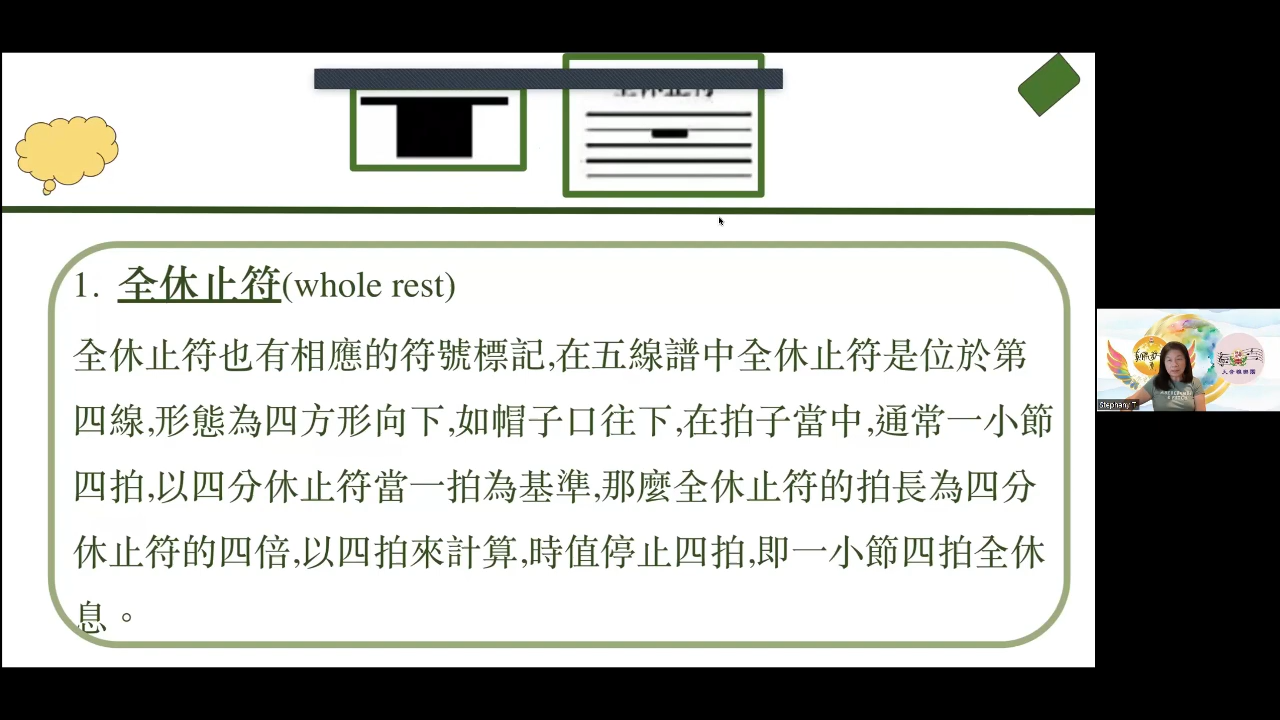 全休止符
1. 全休止符(whole rest)
全休止符也有相應的符號標記,在五線譜中全休止符是位於第
四線,形態為四方形向下,如帽子口往下,在拍子當中,通常一小節
四拍,以四分休止符當一拍為基準,那麼全休止符的拍長為四分
休止符的四倍,以四拍來計算,時值停止四拍,即一小節四拍全休
息。
Stephany T